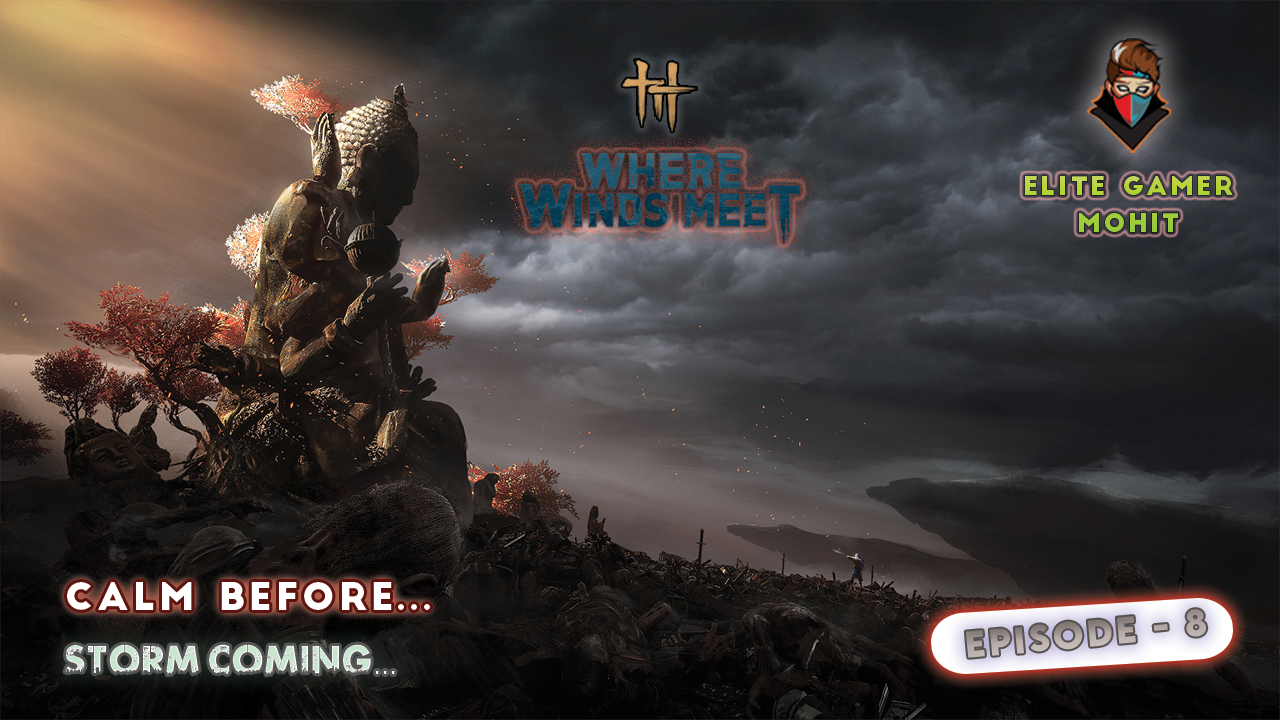 WHERE
WINDS MEET
ELITE GAMER
MOHIT
CALM BEFORE...
STORM COMING...
EPISODE - 8